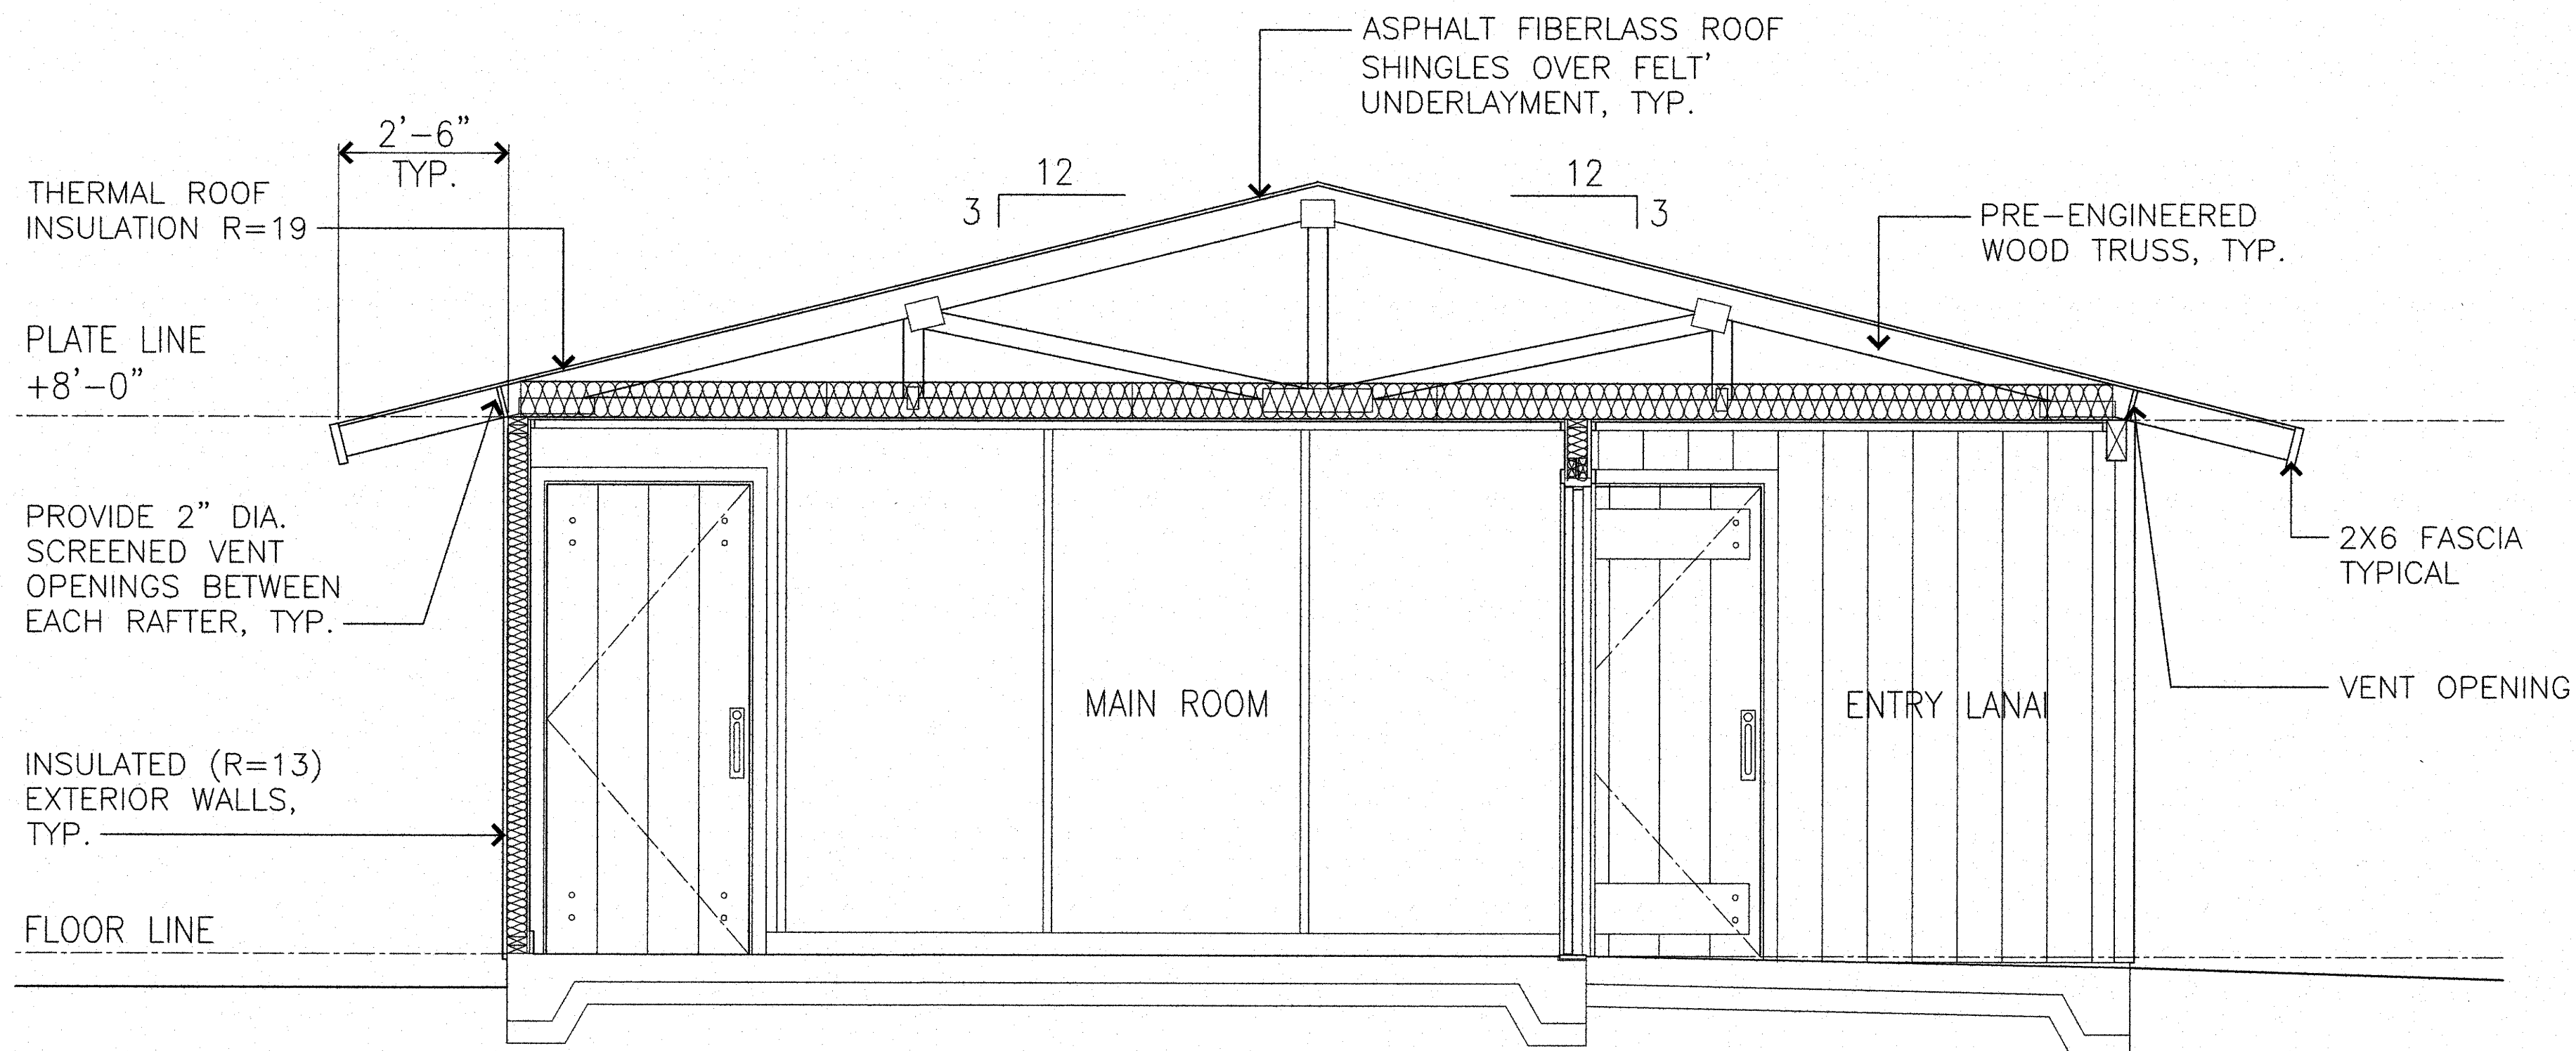 ASPHALT FIBERLASS ROOF
SHINGLES OVER FELT'
UNDERLAYMENT, TYP.
2'-6"
TYP.
THERMAL ROOF
INSULATION R=19
12
3
12
3
PRE-ENGINEERED
WOOD TRUSS, TYP.
PLATE LINE
+8'-0"
PROVIDE 2" DIA.
SCREENED VENT
OPENINGS BETWEEN
EACH RAFTER, TYP.
2X6 FASCIA
TYPICAL
MAIN ROOM
ENTRY LANAI
VENT OPENING
INSULATED (R=13)
EXTERIOR WALLS,
TYP.
FLOOR LINE